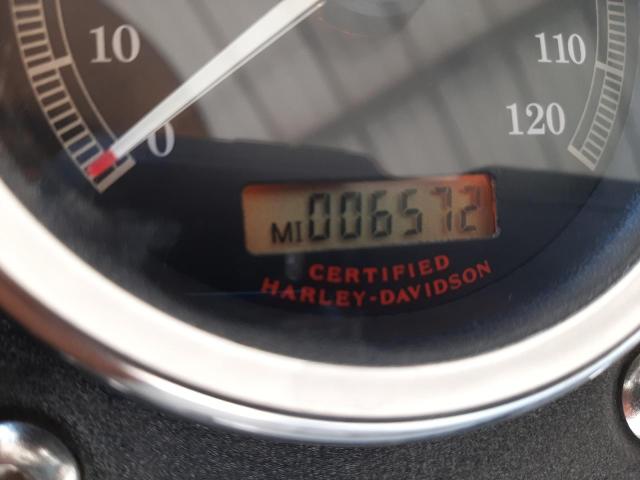 10
0
110
120
MI 006572
CERTIFIED
HARLEY-DAVIDSON